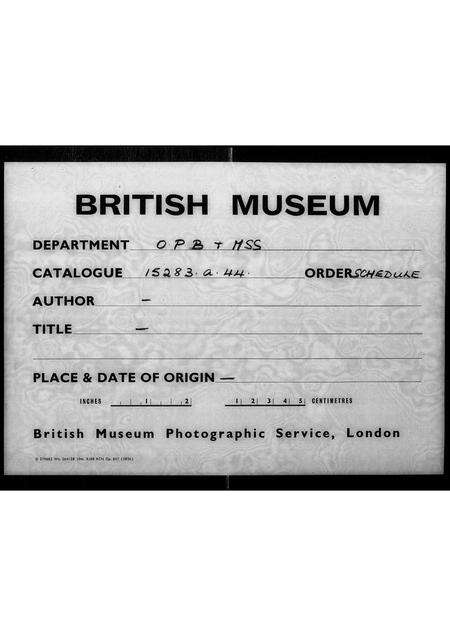 BRITISH MUSEUM
DEPARTMENT O.P.B + MSS
CATALOGUE 15283.a.44. ORDER SCHEDULE
AUTHOR —
TITLE —
PLACE & DATE OF ORIGIN —
INCHES 1 2 1 2 3 4 5 CENTIMETRES
British Museum Photographic Service, London